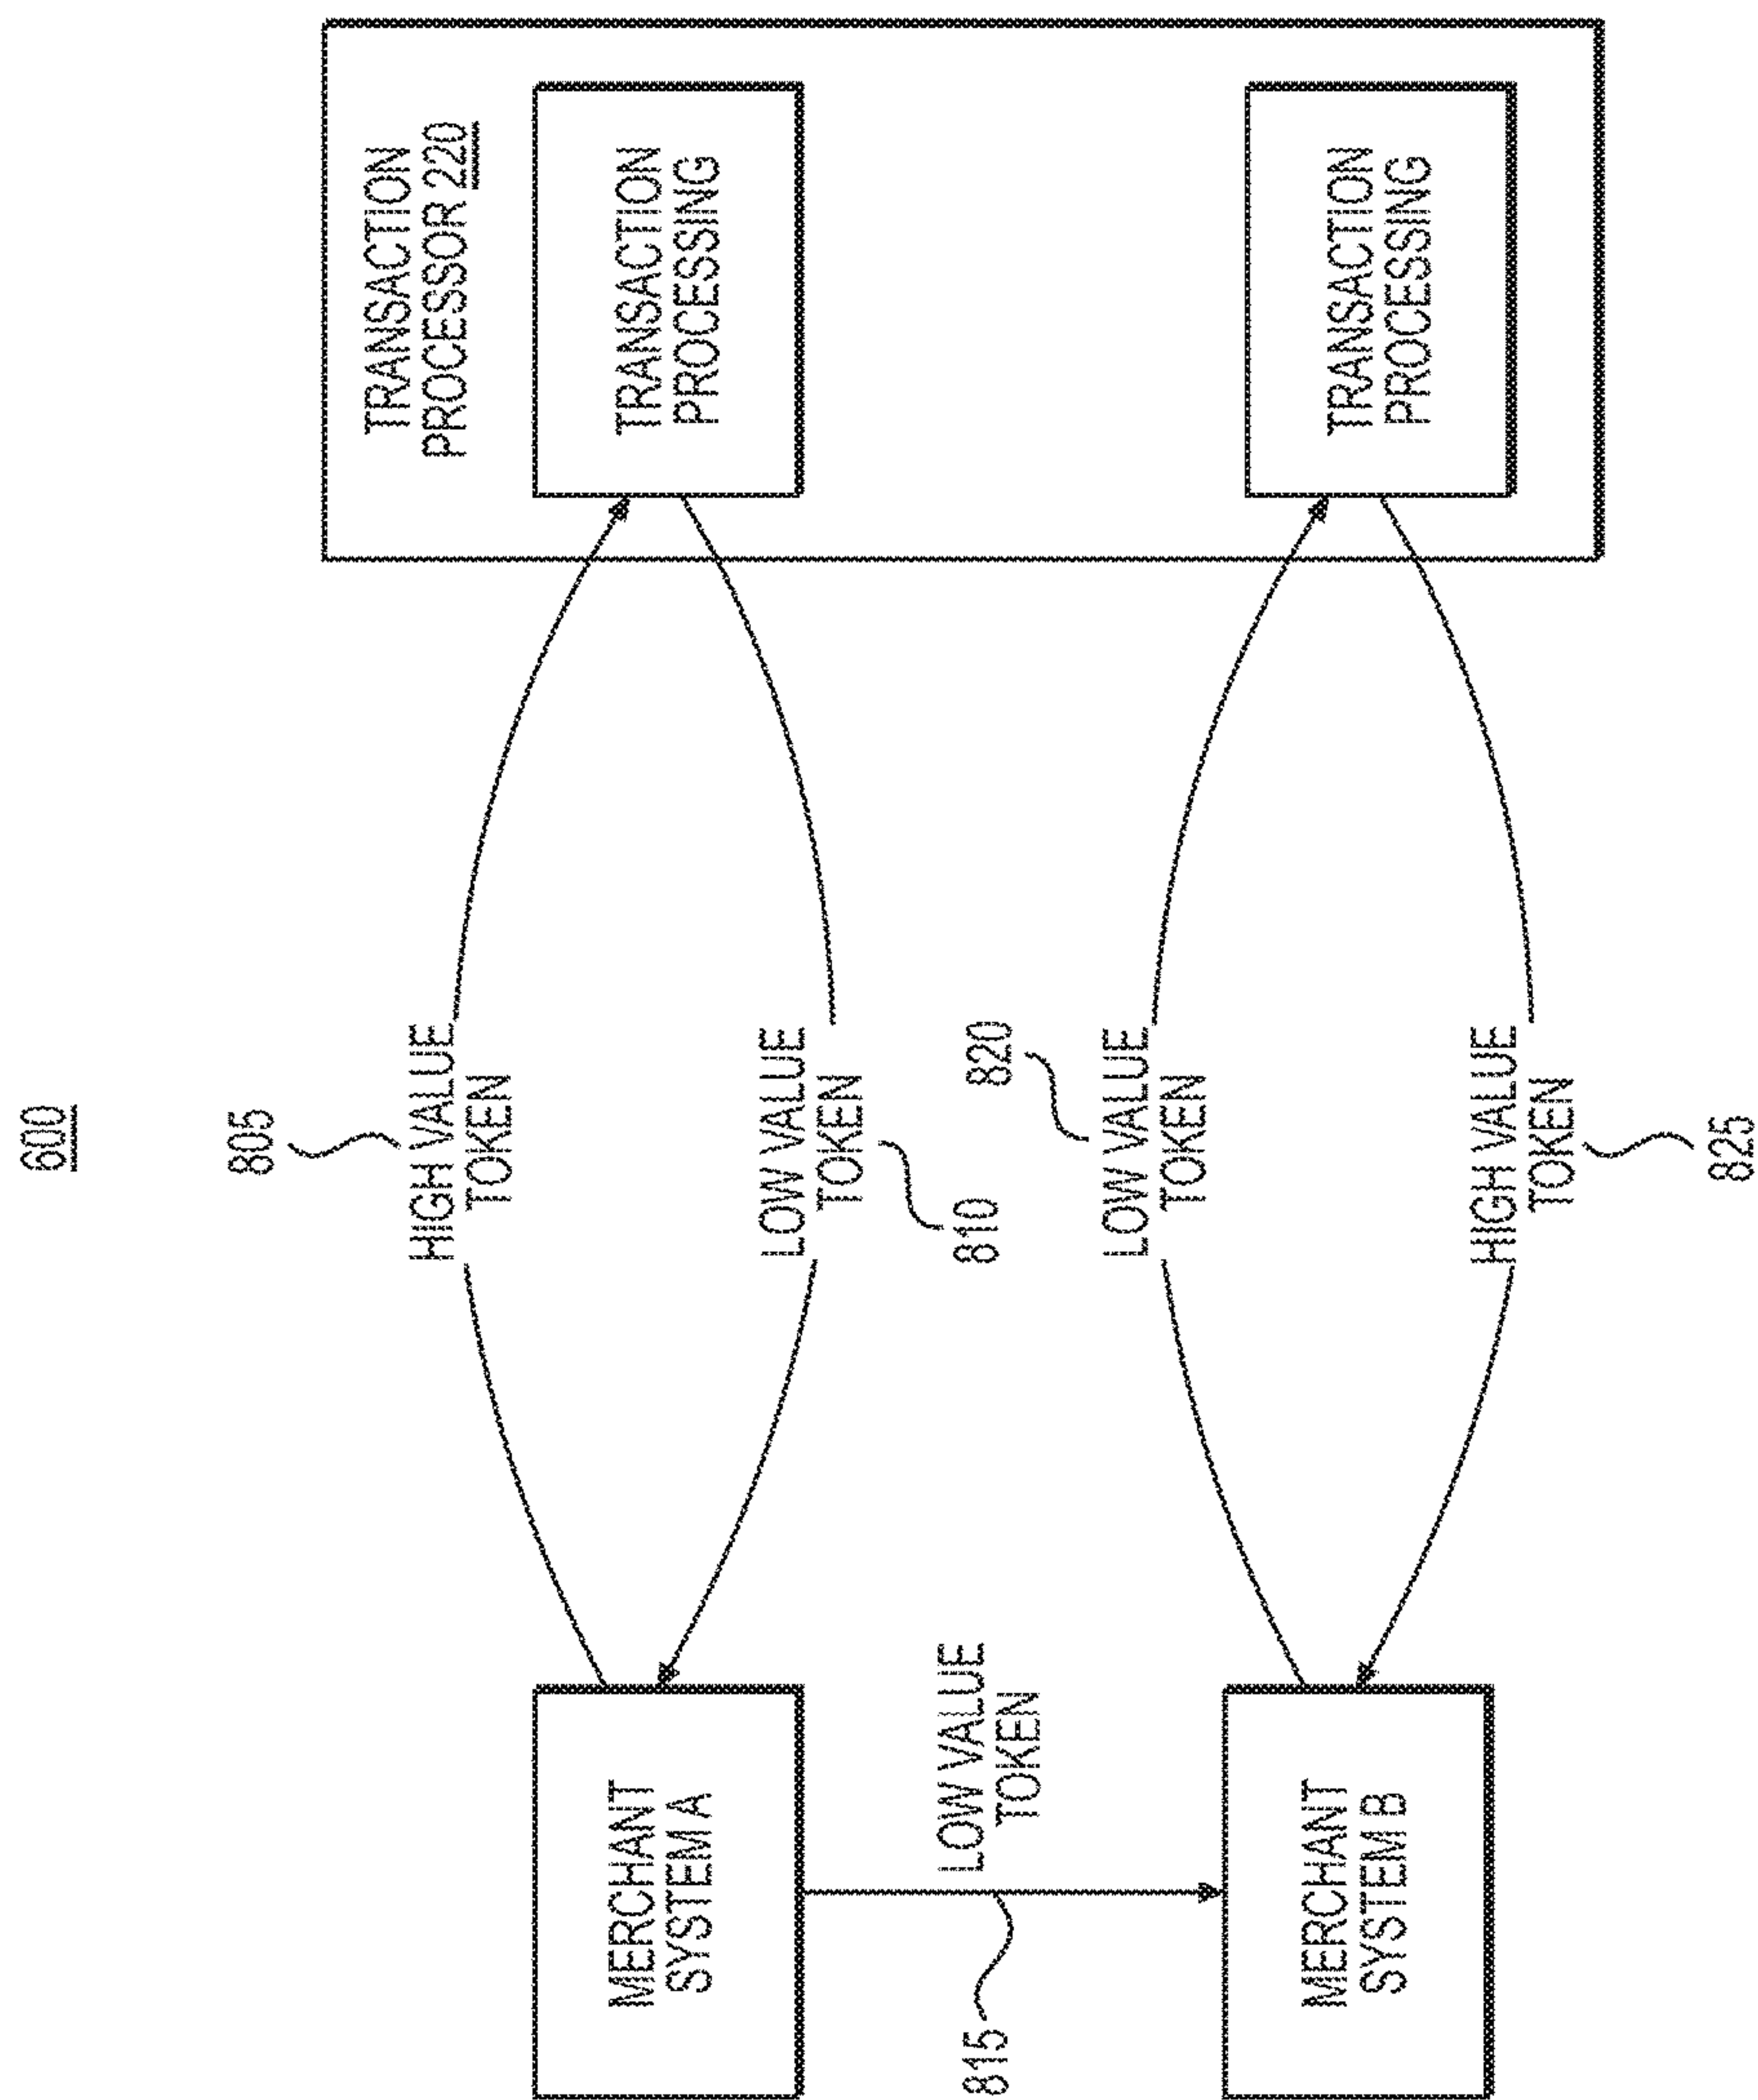 600
805
HIGH VALUE
TOKEN
TRANSACTION
PROCESSOR 220
TRANSACTION
PROCESSING
MERCHANT
SYSTEM A
LOW VALUE
TOKEN
810
815
LOW VALUE
TOKEN
820
LOW VALUE
TOKEN
TRANSACTION
PROCESSING
MERCHANT
SYSTEM B
HIGH VALUE
TOKEN
825